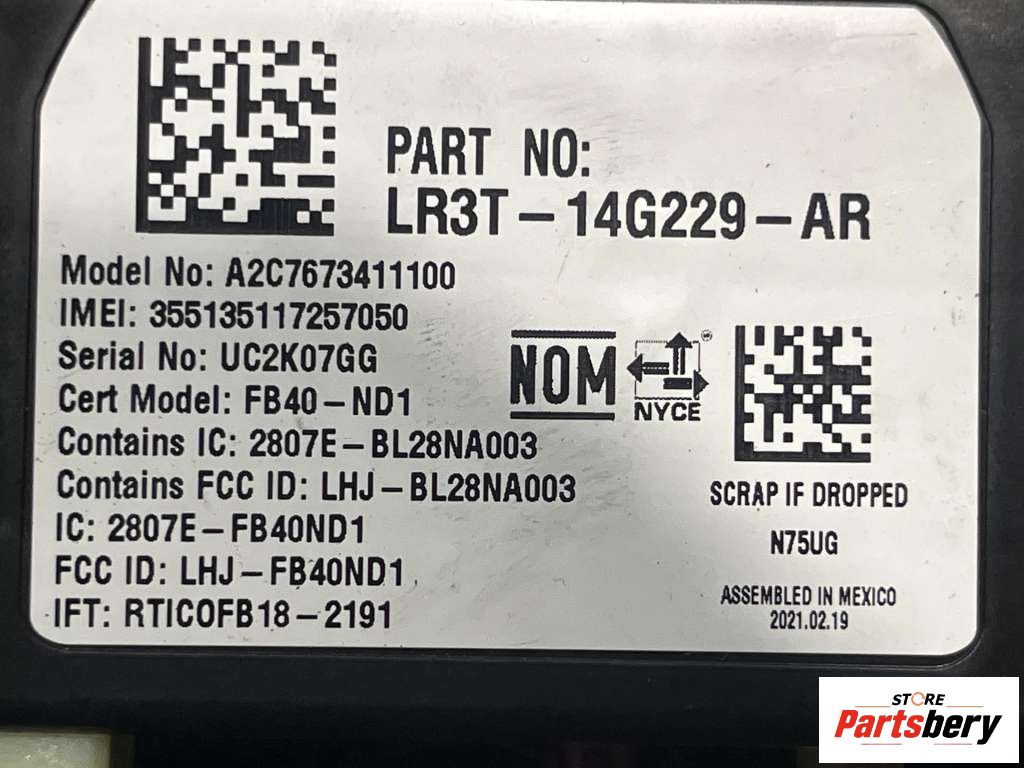 PART NO:
LR3T-14G229-AR
Model No: A2C7673411100
IMEI: 355135117257050
Serial No: UC2K07GG
Cert Model: FB40-ND1
Contains IC: 2807E-BL28NA003
Contains FCC ID: LHJ-BL28NA003
IC: 2807E-FB40ND1
FCC ID: LHJ-FB40ND1
IFT: RTICOFB18-2191
NOM
NYCE
SCRAP IF DROPPED
N75UG
ASSEMBLED IN MEXICO
2021.02.19
STORE
Partsbery